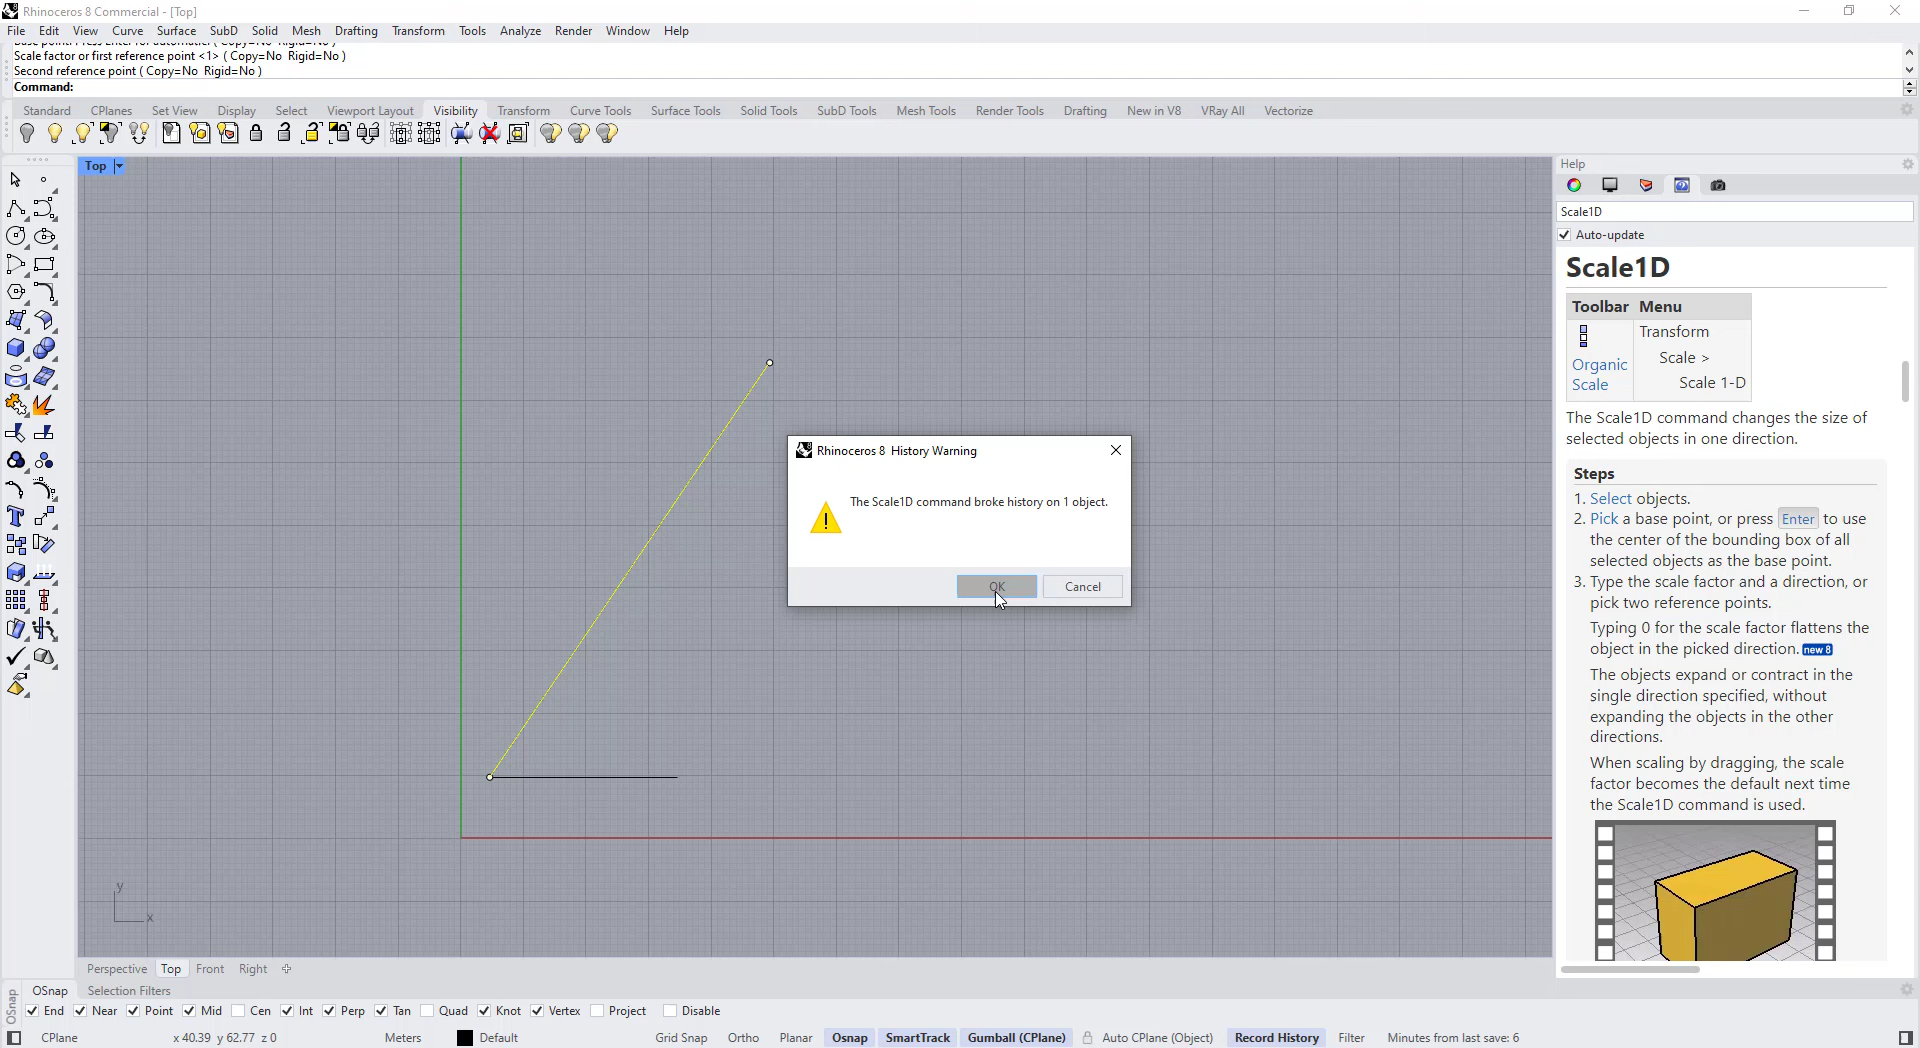 Rhinoceros 8 Commercial - [Top]
File Edit View Curve Surface SubD Solid Mesh Drafting Transform Tools Analyze Render Window Help
Scale factor or first reference point <1> ( Copy=No Rigid=No )
Second reference point ( Copy=No Rigid=No )
Command:
Standard CPlanes Set View Display Select Viewport Layout Visibility Transform Curve Tools Surface Tools Solid Tools SubD Tools Mesh Tools Render Tools Drafting New in V8 VRay All Vectorize
Top
Rhinoceros 8 History Warning
The Scale1D command broke history on 1 object.
OK Cancel
y
x
Help
Scale1D
Auto-update
Scale1D
Toolbar Menu
Organic
Scale
Transform
Scale >
Scale 1-D
The Scale1D command changes the size of
selected objects in one direction.
Steps
1. Select objects.
2. Pick a base point, or press Enter to use
the center of the bounding box of all
selected objects as the base point.
3. Type the scale factor and a direction, or
pick two reference points.
Typing 0 for the scale factor flattens the
object in the picked direction. new 8
The objects expand or contract in the
single direction specified, without
expanding the objects in the other
directions.
When scaling by dragging, the scale
factor becomes the default next time
the Scale1D command is used.
Perspective Top Front Right
OSnap Selection Filters
OSnap
End Near Point Mid Cen Int Perp Tan Quad Knot Vertex Project Disable
CPlane x 40.39 y 62.77 z 0 Meters Default Grid Snap Ortho Planar Osnap SmartTrack Gumball (CPlane) Auto CPlane (Object) Record History Filter Minutes from last save: 6